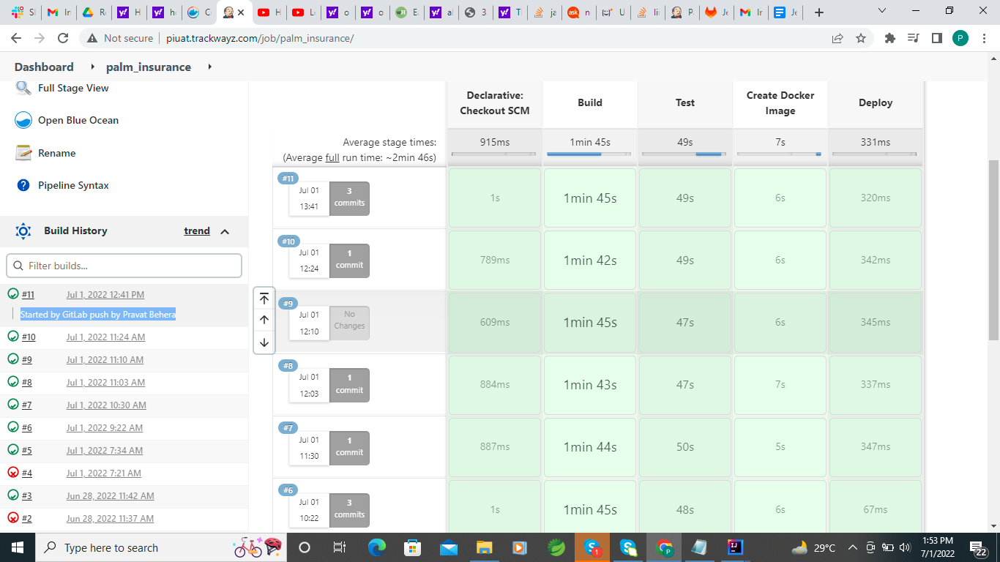 Sl
In
Re
H
h
C
H
L
o
o
E
al
3.
T
ja
n
U
lin
P
Je
In
Je
Not secure
piuat.trackwayz.com/job/palm_insurance/
P
Dashboard
palm_insurance
Full Stage View
Open Blue Ocean
Rename
Pipeline Syntax
Build History
trend
Filter builds...
#11 Jul 1, 2022 12:41 PM
Started by GitLab push by Pravat Behera
#10 Jul 1, 2022 11:24 AM
#9 Jul 1, 2022 11:10 AM
#8 Jul 1, 2022 11:03 AM
#7 Jul 1, 2022 10:30 AM
#6 Jul 1, 2022 9:22 AM
#5 Jul 1, 2022 7:34 AM
#4 Jul 1, 2022 7:21 AM
#3 Jun 28, 2022 11:42 AM
#2 Jun 28, 2022 11:37 AM
Declarative:
Checkout SCM
Build
Test
Create Docker
Image
Deploy
Average stage times:
(Average full run time: ~2min 46s)
915ms
1min 45s
49s
7s
331ms
#11
Jul 01
13:41
3
commits
1s
1min 45s
49s
6s
320ms
#10
Jul 01
12:24
1
commit
789ms
1min 42s
49s
6s
342ms
#9
Jul 01
12:10
No
Changes
609ms
1min 45s
47s
6s
345ms
#8
Jul 01
12:03
1
commit
884ms
1min 43s
47s
7s
337ms
#7
Jul 01
11:30
1
commit
887ms
1min 44s
50s
5s
347ms
#6
Jul 01
10:22
3
commits
1s
1min 45s
48s
6s
67ms
Type here to search
29°C
1:53 PM
7/1/2022
22